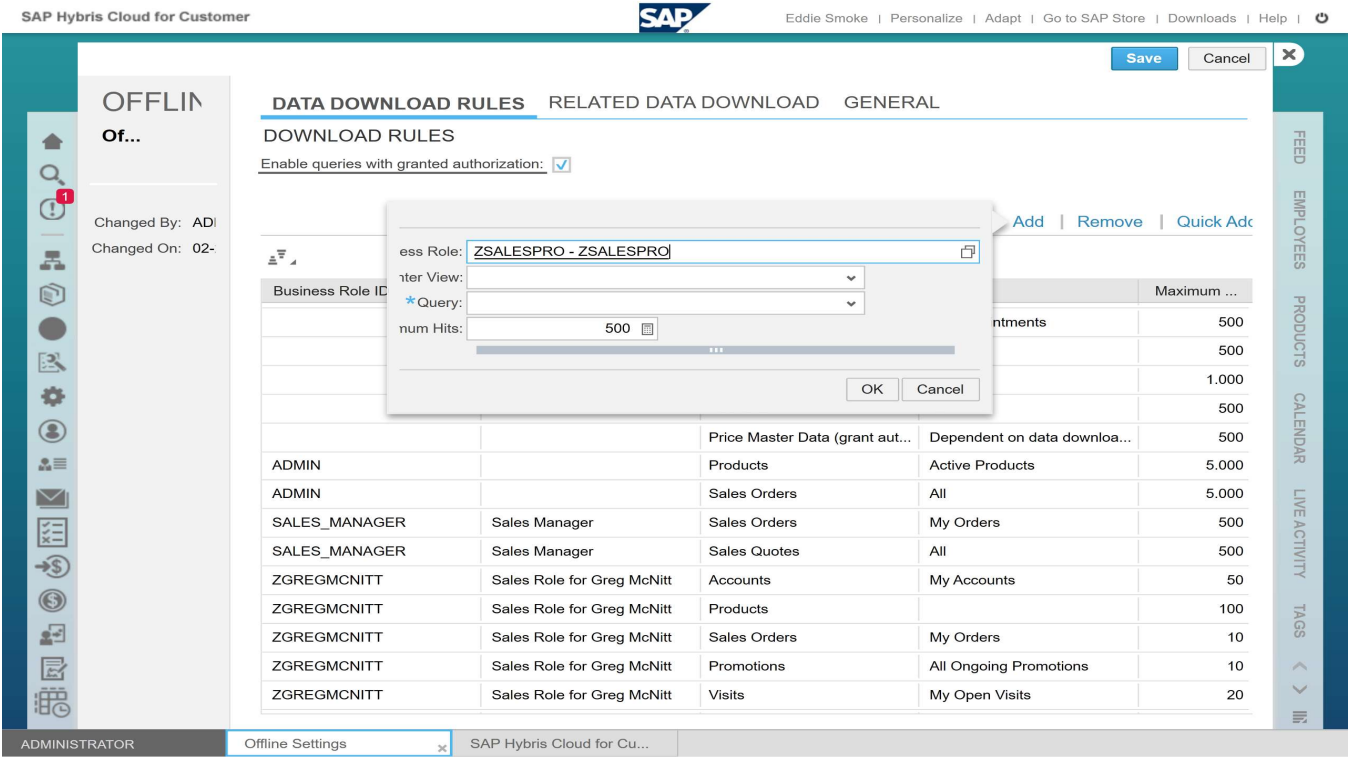 SAP Hybris Cloud for Customer
SAP
Eddie Smoke | Personalize | Adapt | Go to SAP Store | Downloads | Help |
Save Cancel
OFFLIN
Of...
Changed By: ADI
Changed On: 02-
1
DATA DOWNLOAD RULES RELATED DATA DOWNLOAD GENERAL
DOWNLOAD RULES
Enable queries with granted authorization:
Add | Remove | Quick Add
ess Role: ZSALESPRO - ZSALESPRO
nter View:
*Query:
num Hits: 500
OK Cancel
Business Role ID Maximum ...
ntments 500
500
1.000
500
Price Master Data (grant aut... Dependent on data downloa... 500
ADMIN Products Active Products 5.000
ADMIN Sales Orders All 5.000
SALES_MANAGER Sales Manager Sales Orders My Orders 500
SALES_MANAGER Sales Manager Sales Quotes All 500
ZGREGMCNITT Sales Role for Greg McNitt Accounts My Accounts 50
ZGREGMCNITT Sales Role for Greg McNitt Products 100
ZGREGMCNITT Sales Role for Greg McNitt Sales Orders My Orders 10
ZGREGMCNITT Sales Role for Greg McNitt Promotions All Ongoing Promotions 10
ZGREGMCNITT Sales Role for Greg McNitt Visits My Open Visits 20
FEED
EMPLOYEES
PRODUCTS
CALENDAR
LIVE ACTIVITY
TAGS
ADMINISTRATOR
Offline Settings
SAP Hybris Cloud for Cu...